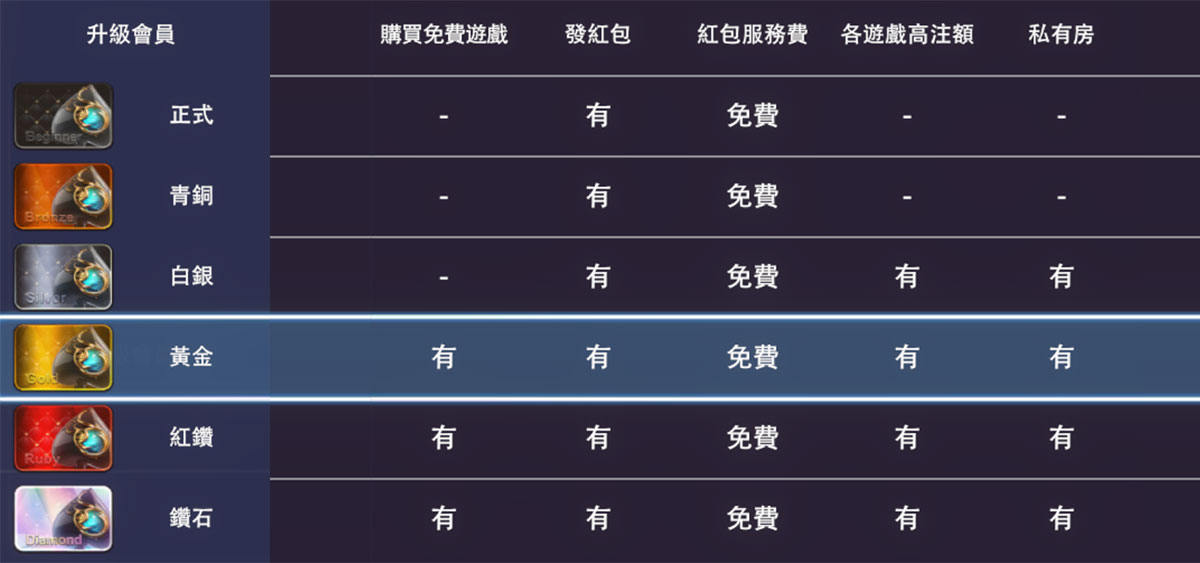 升級會員 購買免費遊戲 發紅包 紅包服務費 各遊戲高注額 私有房
Beginner 正式 - 有 免費 - -
Bronze 青銅 - 有 免費 - -
Silver 白銀 - 有 免費 有 有
Gold 黃金 有 有 免費 有 有
Ruby 紅鑽 有 有 免費 有 有
Diamond 鑽石 有 有 免費 有 有